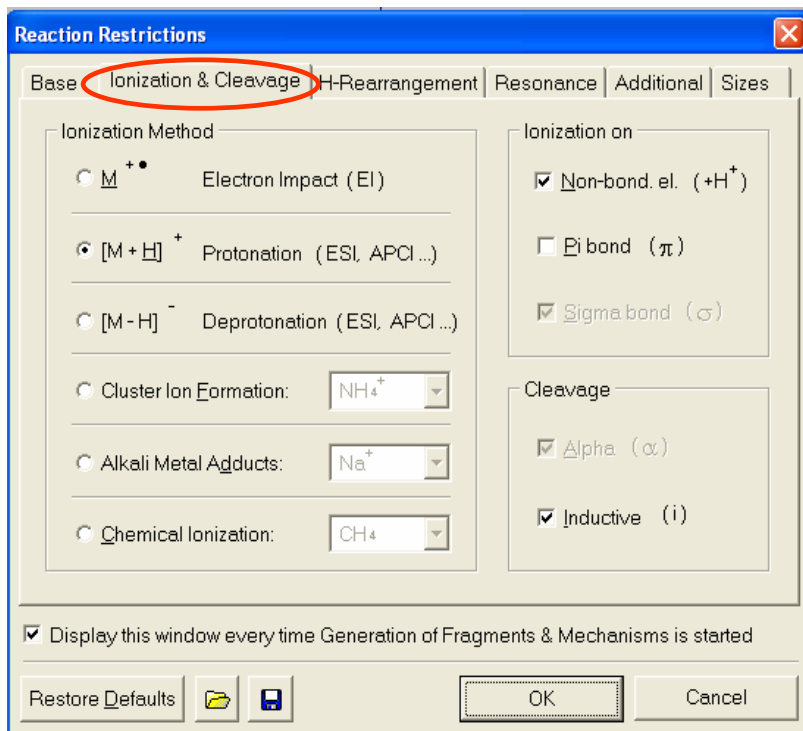 Reaction Restrictions
Base Ionization & Cleavage H-Rearrangement Resonance Additional Sizes
Ionization Method
M +• Electron Impact (EI)
[M + H] + Protonation (ESI, APCI ...)
[M - H] - Deprotonation (ESI, APCI ...)
Cluster Ion Formation: NH4+
Alkali Metal Adducts: Na+
Chemical Ionization: CH4
Ionization on
Non-bond. el. (+H+)
Pi bond (π)
Sigma bond (σ)
Cleavage
Alpha (α)
Inductive (i)
Display this window every time Generation of Fragments & Mechanisms is started
Restore Defaults OK Cancel